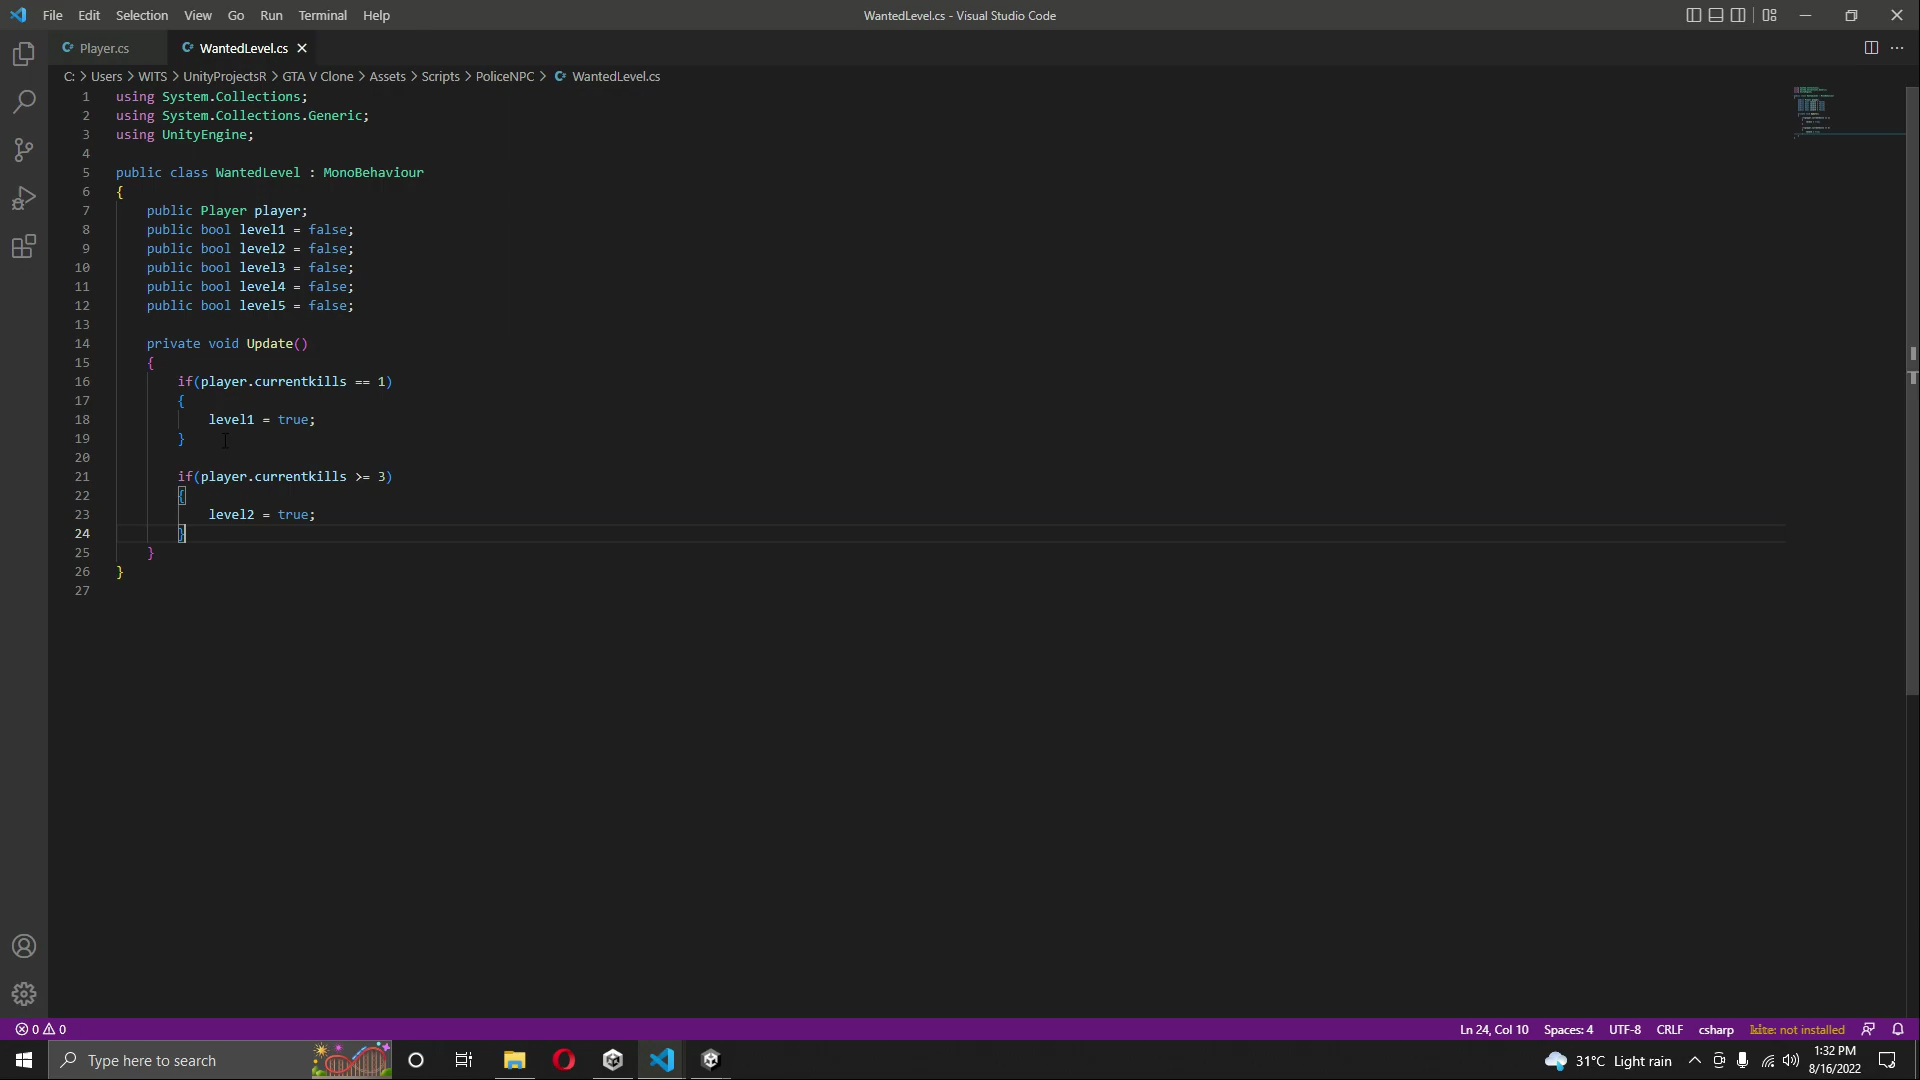 File Edit Selection View Go Run Terminal Help
WantedLevel.cs - Visual Studio Code
Player.cs
WantedLevel.cs
C: > Users > WITS > UnityProjectsR > GTA V Clone > Assets > Scripts > PoliceNPC > WantedLevel.cs
1 using System.Collections;
2 using System.Collections.Generic;
3 using UnityEngine;
4
5 public class WantedLevel : MonoBehaviour
6 {
7 public Player player;
8 public bool level1 = false;
9 public bool level2 = false;
10 public bool level3 = false;
11 public bool level4 = false;
12 public bool level5 = false;
13
14 private void Update()
15 {
16 if(player.currentkills == 1)
17 {
18 level1 = true;
19 }
20
21 if(player.currentkills >= 3)
22 {
23 level2 = true;
24 }
25 }
26 }
27
0 0
Ln 24, Col 10 Spaces: 4 UTF-8 CRLF csharp kite: not installed
Type here to search
31°C Light rain
1:32 PM
8/16/2022